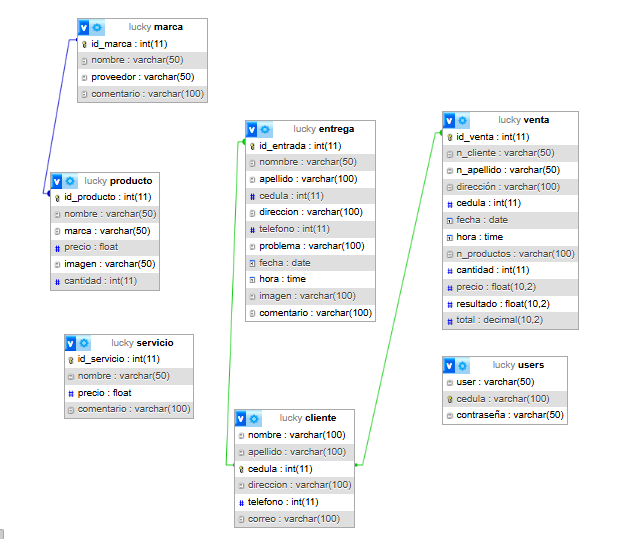 lucky marca
id_marca : int(11)
nombre : varchar(50)
proveedor : varchar(50)
comentario : varchar(100)
lucky producto
id_producto : int(11)
nombre : varchar(50)
marca : varchar(50)
precio : float
imagen : varchar(50)
cantidad : int(11)
lucky servicio
id_servicio : int(11)
nombre : varchar(50)
precio : float
comentario : varchar(100)
lucky entrega
id_entrada : int(11)
nomnbre : varchar(50)
apellido : varchar(100)
cedula : int(11)
direccion : varchar(100)
telefono : int(11)
problema : varchar(100)
fecha : date
hora : time
imagen : varchar(100)
comentario : varchar(100)
lucky cliente
nombre : varchar(100)
apellido : varchar(100)
cedula : int(11)
direccion : varchar(100)
telefono : int(11)
correo : varchar(100)
lucky venta
id_venta : int(11)
n_cliente : varchar(50)
n_apellido : varchar(50)
dirección : varchar(100)
cedula : int(11)
fecha : date
hora : time
n_productos : varchar(100)
cantidad : int(11)
precio : float(10,2)
resultado : float(10,2)
total : decimal(10,2)
lucky users
user : varchar(50)
cedula : varchar(100)
contraseña : varchar(50)